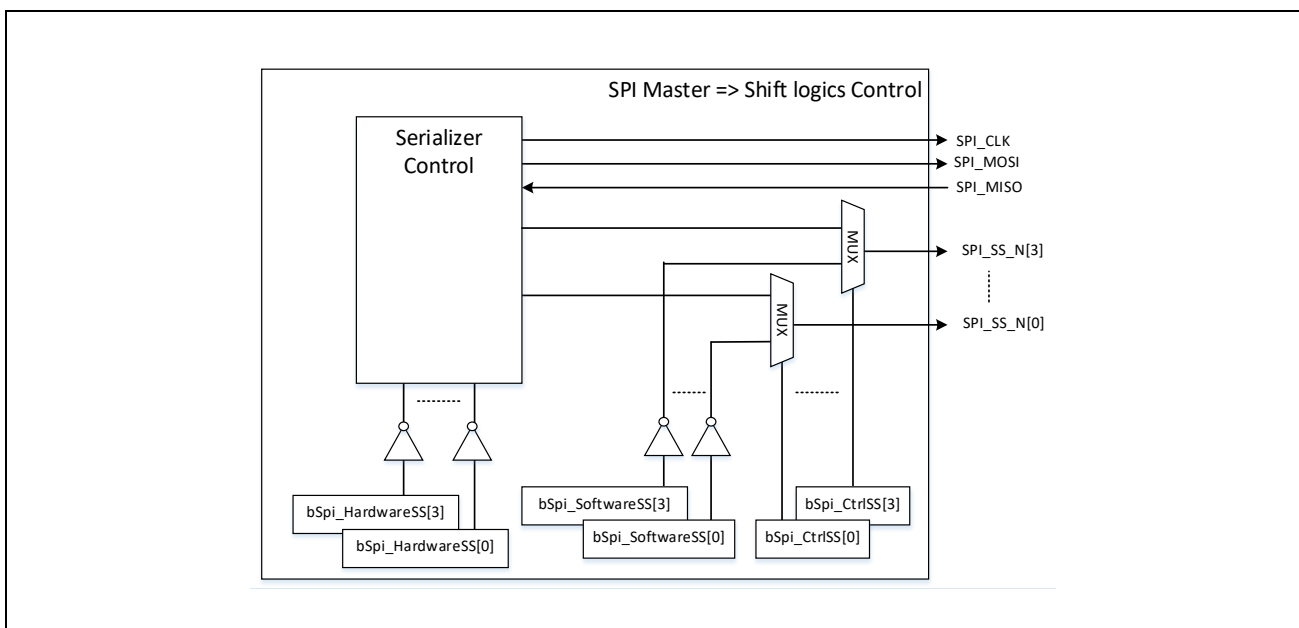 SPI Master => Shift logics Control
Serializer
Control
SPI_CLK
SPI_MOSI
SPI_MISO
MUX
SPI_SS_N[3]
MUX
SPI_SS_N[0]
bSpi_HardwareSS[3]
bSpi_HardwareSS[0]
bSpi_SoftwareSS[3]
bSpi_SoftwareSS[0]
bSpi_CtrlSS[3]
bSpi_CtrlSS[0]